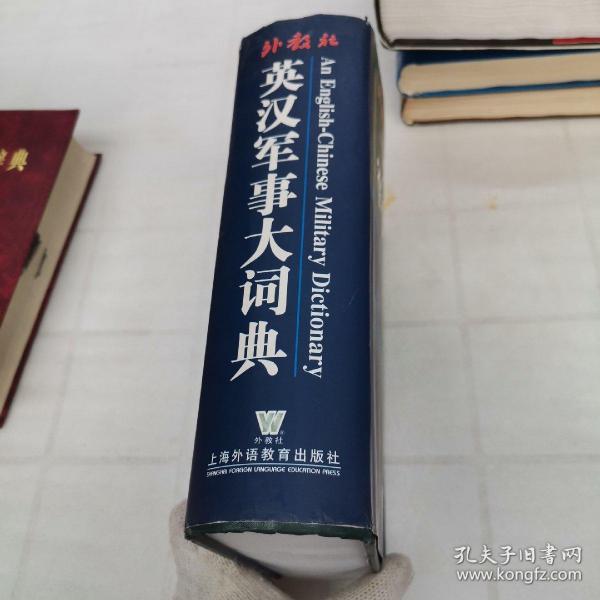 外教社
英汉军事大词典
An English-Chinese Military Dictionary
W
外教社
上海外语教育出版社
SHANGHAI FOREIGN LANGUAGE EDUCATION PRESS
典
孔夫子旧书网
www.kongfz.com